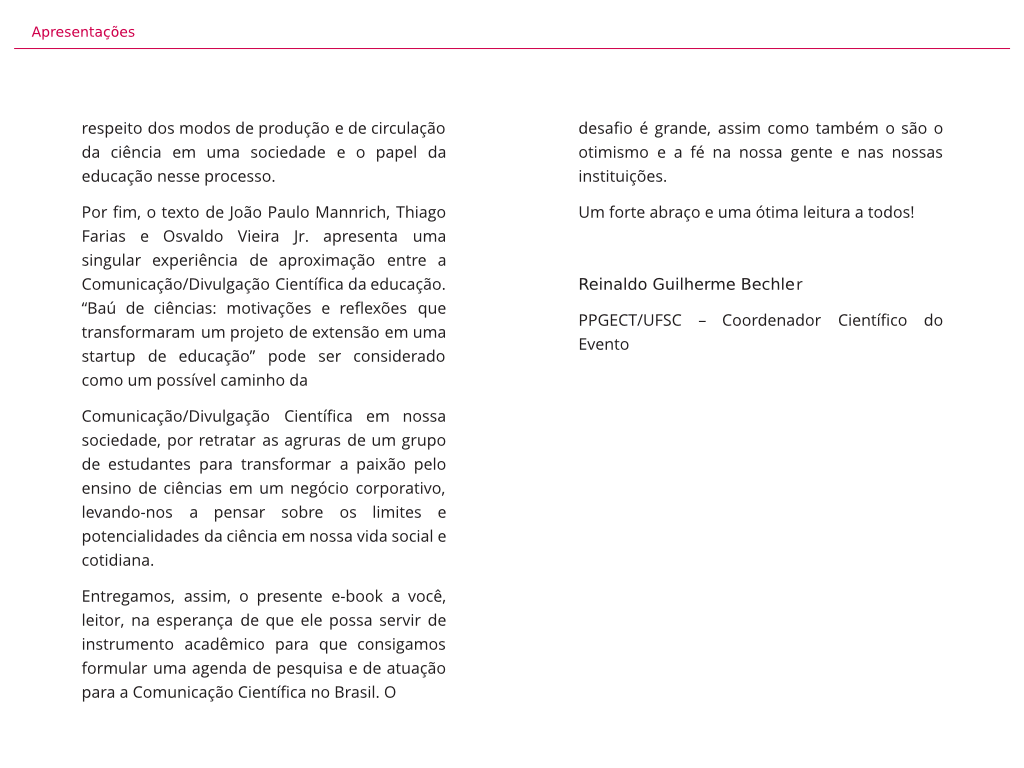 Apresentações
respeito dos modos de produção e de circulação
da ciência em uma sociedade e o papel da
educação nesse processo.
Por fim, o texto de João Paulo Mannrich, Thiago
Farias e Osvaldo Vieira Jr. apresenta uma
singular experiência de aproximação entre a
Comunicação/Divulgação Científica da educação.
“Baú de ciências: motivações e reflexões que
transformaram um projeto de extensão em uma
startup de educação” pode ser considerado
como um possível caminho da
Comunicação/Divulgação Científica em nossa
sociedade, por retratar as agruras de um grupo
de estudantes para transformar a paixão pelo
ensino de ciências em um negócio corporativo,
levando-nos a pensar sobre os limites e
potencialidades da ciência em nossa vida social e
cotidiana.
Entregamos, assim, o presente e-book a você,
leitor, na esperança de que ele possa servir de
instrumento acadêmico para que consigamos
formular uma agenda de pesquisa e de atuação
para a Comunicação Científica no Brasil. O
desafio é grande, assim como também o são o
otimismo e a fé na nossa gente e nas nossas
instituições.
Um forte abraço e uma ótima leitura a todos!
Reinaldo Guilherme Bechler
PPGECT/UFSC – Coordenador Científico do
Evento